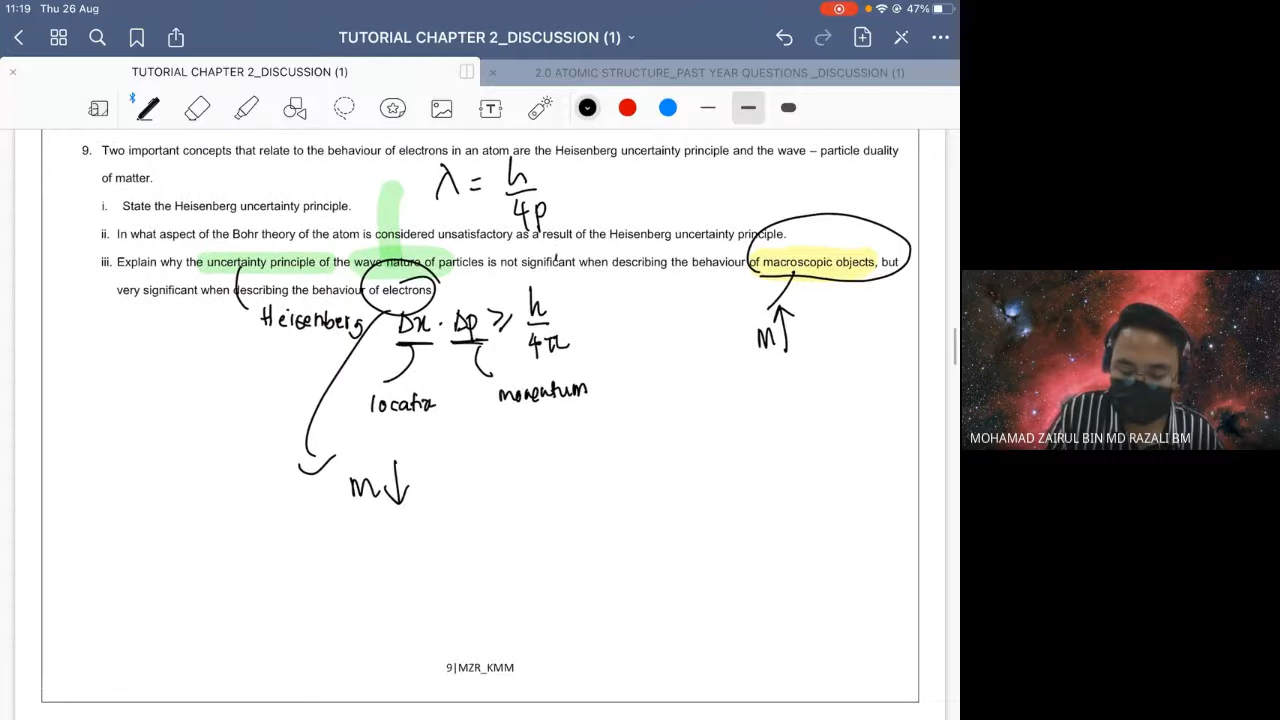 11:19 Thu 26 Aug
47%
TUTORIAL CHAPTER 2_DISCUSSION (1)
TUTORIAL CHAPTER 2_DISCUSSION (1)
2.0 ATOMIC STRUCTURE_PAST YEAR QUESTIONS _DISCUSSION (1)
9. Two important concepts that relate to the behaviour of electrons in an atom are the Heisenberg uncertainty principle and the wave – particle duality
of matter.
λ = h/4p
i. State the Heisenberg uncertainty principle.
ii. In what aspect of the Bohr theory of the atom is considered unsatisfactory as a result of the Heisenberg uncertainty principle.
iii. Explain why the uncertainty principle of the wave nature of particles is not significant when describing the behaviour of macroscopic objects, but
very significant when describing the behaviour of electrons.
Heisenberg
Δx · Δp ≥ h/4π
m↑
momentum
m↓
MOHAMAD ZAIRUL BIN MD RAZALI BM
9|MZR_KMM